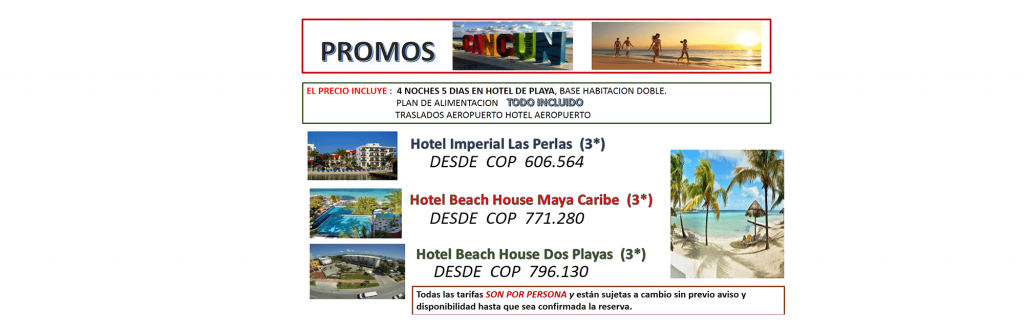 PROMOS
CANCUN
EL PRECIO INCLUYE : 4 NOCHES 5 DIAS EN HOTEL DE PLAYA, BASE HABITACION DOBLE.
PLAN DE ALIMENTACION TODO INCLUIDO
TRASLADOS AEROPUERTO HOTEL AEROPUERTO
Hotel Imperial Las Perlas (3*)
DESDE COP 606.564
Hotel Beach House Maya Caribe (3*)
DESDE COP 771.280
Hotel Beach House Dos Playas (3*)
DESDE COP 796.130
Todas las tarifas SON POR PERSONA y están sujetas a cambio sin previo aviso y
disponibilidad hasta que sea confirmada la reserva.